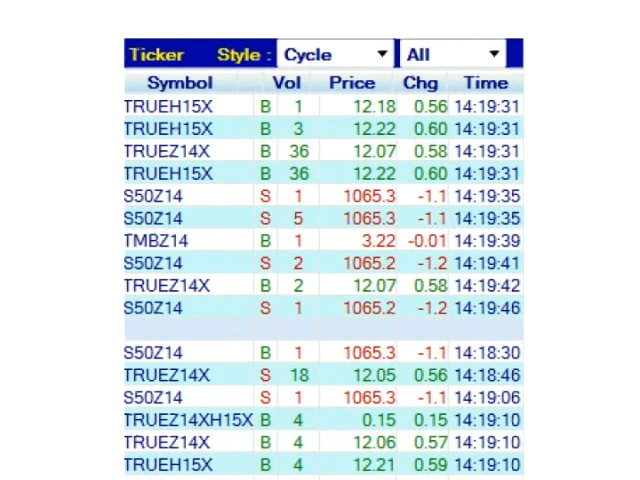 Ticker Style : Cycle All
Symbol Vol Price Chg Time
TRUEH15X B 1 12.18 0.56 14:19:31
TRUEH15X B 3 12.22 0.60 14:19:31
TRUEZ14X B 36 12.07 0.58 14:19:31
TRUEH15X B 36 12.22 0.60 14:19:31
S50Z14 S 1 1065.3 -1.1 14:19:35
S50Z14 S 5 1065.3 -1.1 14:19:35
TMBZ14 B 1 3.22 -0.01 14:19:39
S50Z14 S 2 1065.2 -1.2 14:19:41
TRUEZ14X B 2 12.07 0.58 14:19:42
S50Z14 S 1 1065.2 -1.2 14:19:46
S50Z14 B 1 1065.3 -1.1 14:18:30
TRUEZ14X S 18 12.05 0.56 14:18:46
S50Z14 S 1 1065.3 -1.1 14:19:06
TRUEZ14XH15X B 4 0.15 0.15 14:19:10
TRUEZ14X B 4 12.06 0.57 14:19:10
TRUEH15X B 4 12.21 0.59 14:19:10